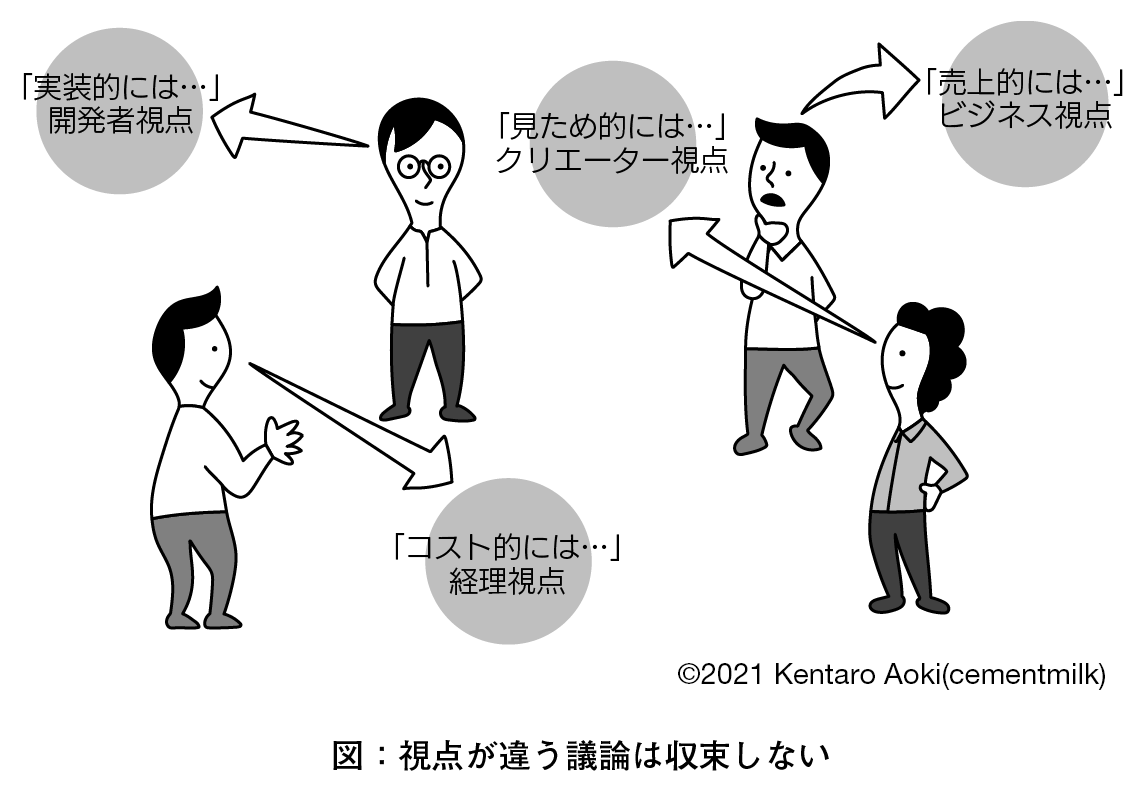 「実装的には…」
開発者視点
「見ため的には…」
クリエーター視点
「売上的には…」
ビジネス視点
「コスト的には…」
経理視点
©2021 Kentaro Aoki(cementmilk)
図：視点が違う議論は収束しない